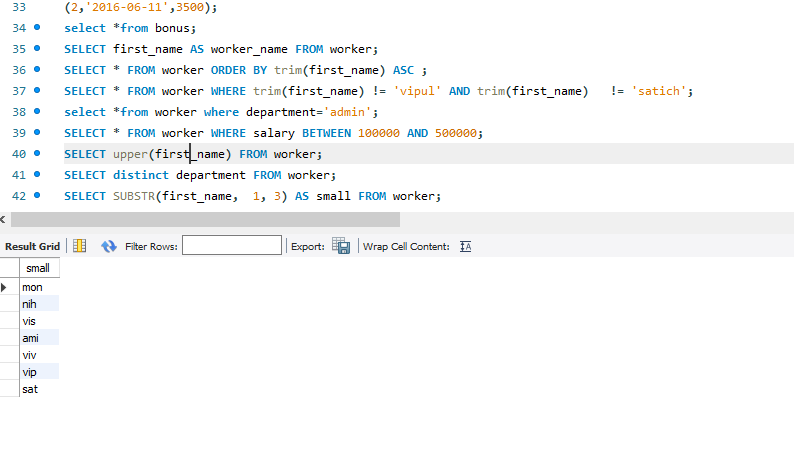 33 (2,'2016-06-11',3500);
34 select *from bonus;
35 SELECT first_name AS worker_name FROM worker;
36 SELECT * FROM worker ORDER BY trim(first_name) ASC ;
37 SELECT * FROM worker WHERE trim(first_name) != 'vipul' AND trim(first_name)   != 'satich';
38 select *from worker where department='admin';
39 SELECT * FROM worker WHERE salary BETWEEN 100000 AND 500000;
40 SELECT upper(first_name) FROM worker;
41 SELECT distinct department FROM worker;
42 SELECT SUBSTR(first_name,  1, 3) AS small FROM worker;
Result Grid Filter Rows: Export: Wrap Cell Content: IA
small
mon
nih
vis
ami
viv
vip
sat